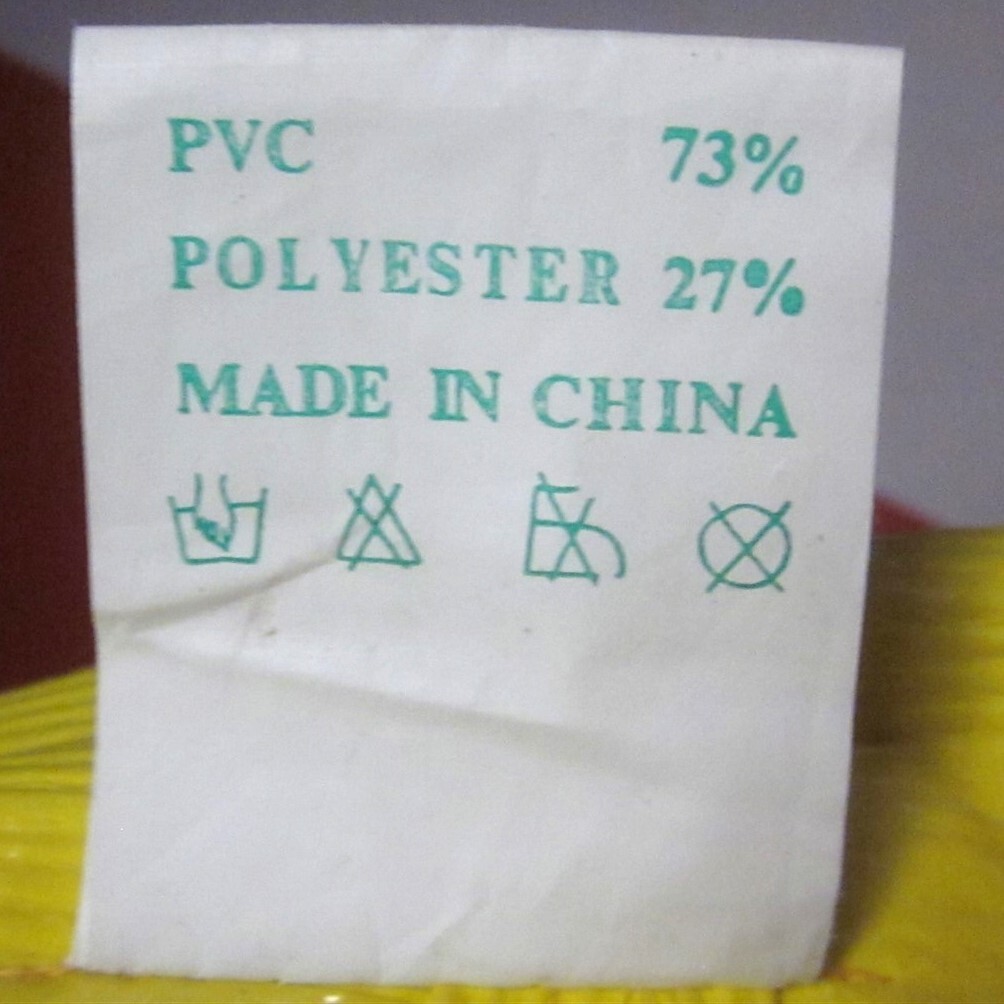 PVC 73%
POLYESTER 27%
MADE IN CHINA